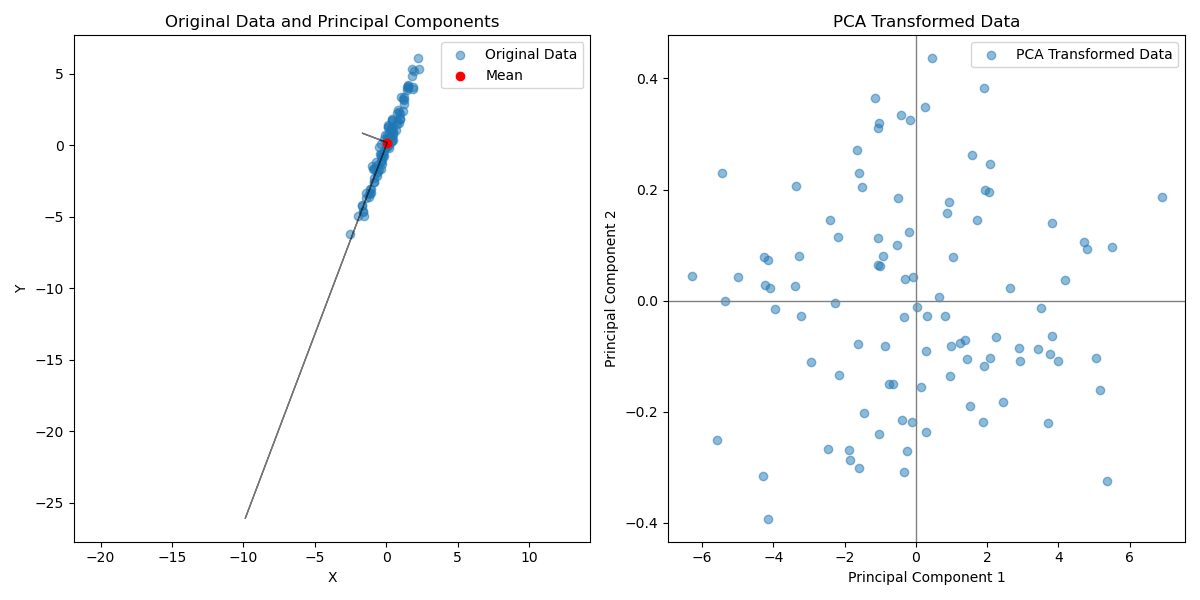 Original Data and Principal Components
Original Data
Mean
5
0
−5
−10
−15
−20
−25
Y
−20 −15 −10 −5 0 5 10
X
PCA Transformed Data
PCA Transformed Data
0.4
0.2
0.0
−0.2
−0.4
Principal Component 2
−6 −4 −2 0 2 4 6
Principal Component 1